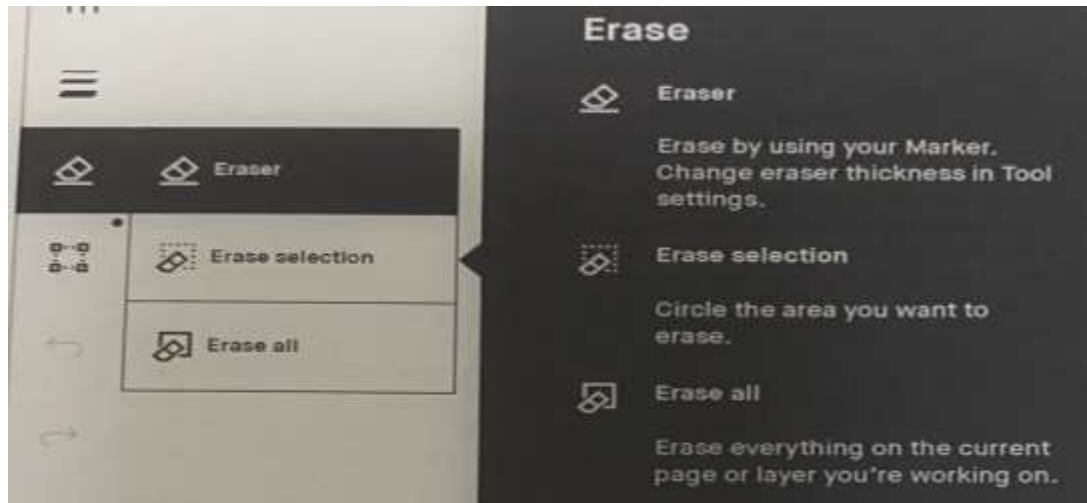 Eraser
Erase selection
Erase all
Erase
Eraser
Erase by using your Marker.
Change eraser thickness in Tool
settings.
Erase selection
Circle the area you want to
erase.
Erase all
Erase everything on the current
page or layer you're working on.